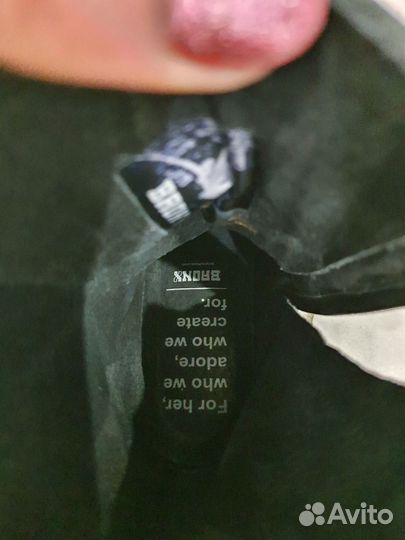 For her,
who we
adore,
who we
create
for.
BRONX
Avito